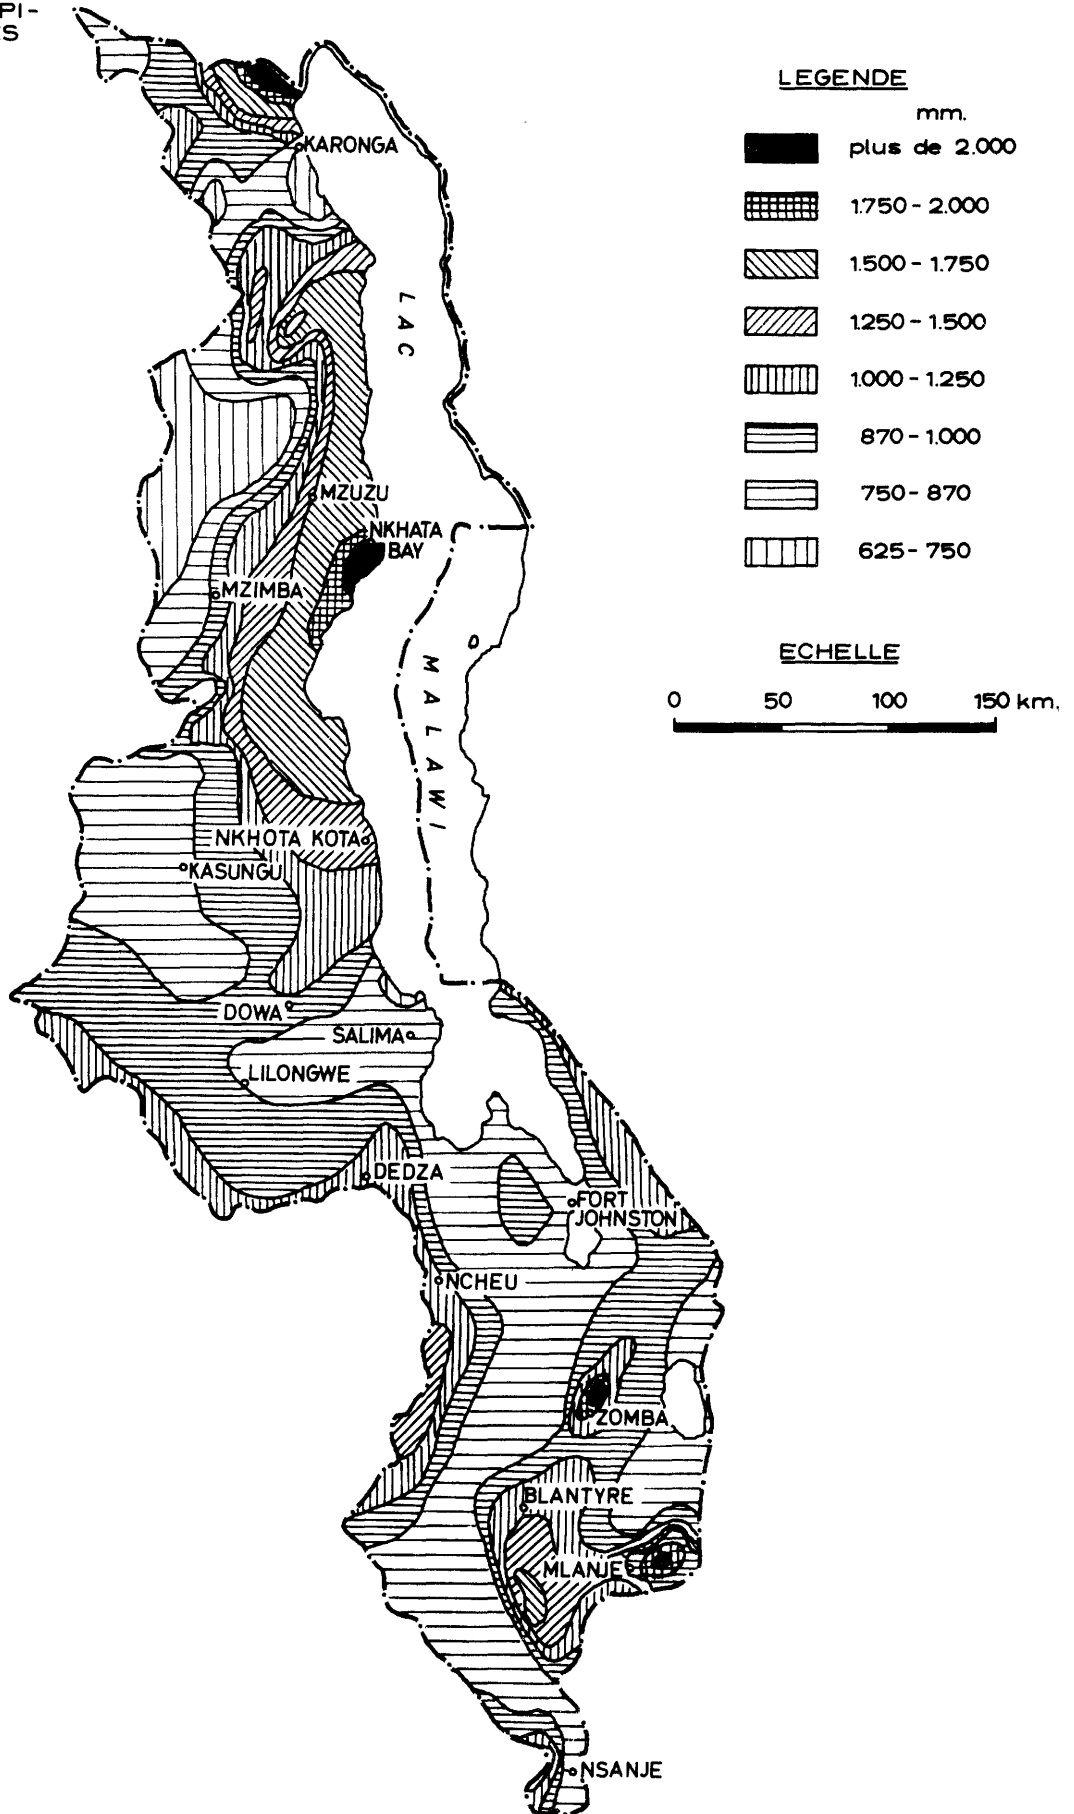 PI-
S
LEGENDE
mm.
plus de 2.000
1.750 - 2.000
1.500 - 1.750
1.250 - 1.500
1.000 - 1.250
870 - 1.000
750 - 870
625 - 750
ECHELLE
0 50 100 150 km.
KARONGA
LAC
MZUZU
NKHATA
BAY
MZIMBA
MALAWI
NKHOTA KOTA
KASUNGU
DOWA
SALIMA
LILONGWE
DEDZA
FORT
JOHNSTON
NCHEU
ZOMBA
BLANTYRE
MLANJE
NSANJE